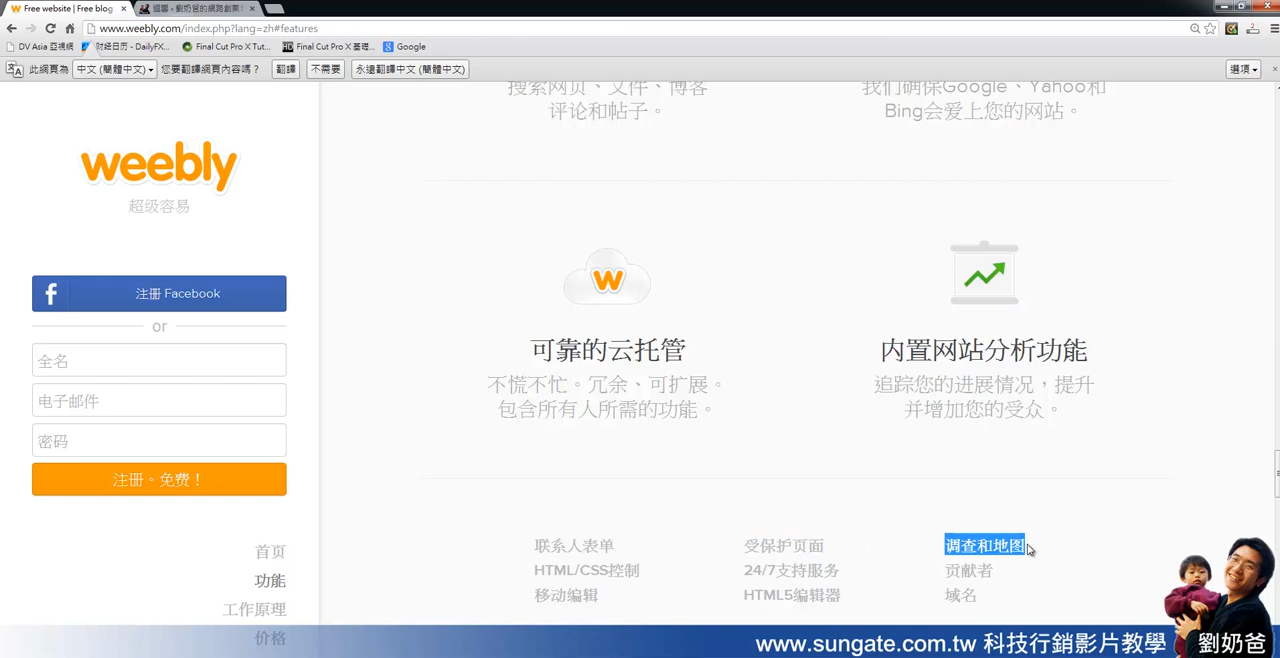 Free website | Free blog
www.weebly.com/index.php?lang=zh#features
DV Asia 亞視網
财经日历 - DailyFX...
Final Cut Pro X Tut...
Final Cut Pro X 基礎...
Google
此網頁為
中文 (簡體中文)
您要翻譯網頁內容嗎？
翻譯
不需要
永遠翻譯中文 (簡體中文)
選項
搜索网页、文件、博客
评论和帖子。
我们确保Google、Yahoo和
Bing会爱上您的网站。
weebly
超级容易
f
注册 Facebook
or
全名
电子邮件
密码
注册。免费！
首页
功能
工作原理
价格
W
可靠的云托管
不慌不忙。冗余、可扩展。
包含所有人所需的功能。
内置网站分析功能
追踪您的进展情况，提升
并增加您的受众。
联系人表单
HTML/CSS控制
移动编辑
受保护页面
24/7支持服务
HTML5编辑器
调查和地图
贡献者
域名
www.sungate.com.tw 科技行銷影片教學
劉奶爸